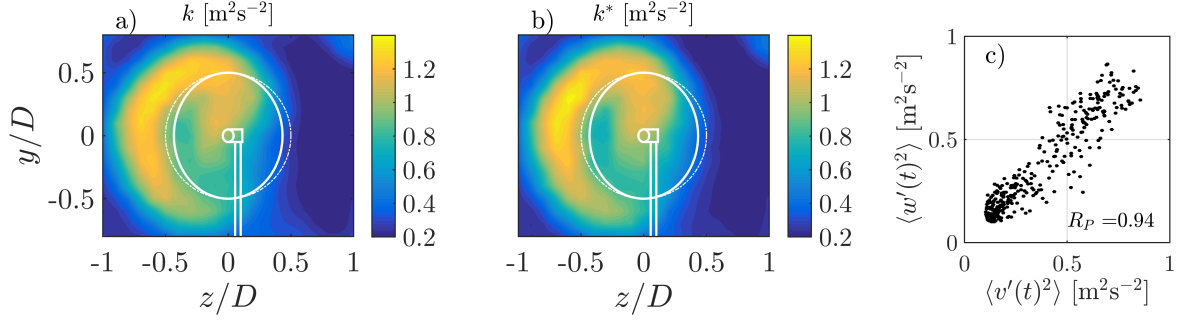 a) k [m²s⁻²]
0.5
0
-0.5
y/D
-1 -0.5 0 0.5 1
z/D
1.2
1
0.8
0.6
0.4
0.2
b) k* [m²s⁻²]
-1 -0.5 0 0.5 1
z/D
1.2
1
0.8
0.6
0.4
0.2
c)
1
0.5
0
⟨w′(t)²⟩ [m²s⁻²]
R_P =0.94
0 0.5 1
⟨v′(t)²⟩ [m²s⁻²]